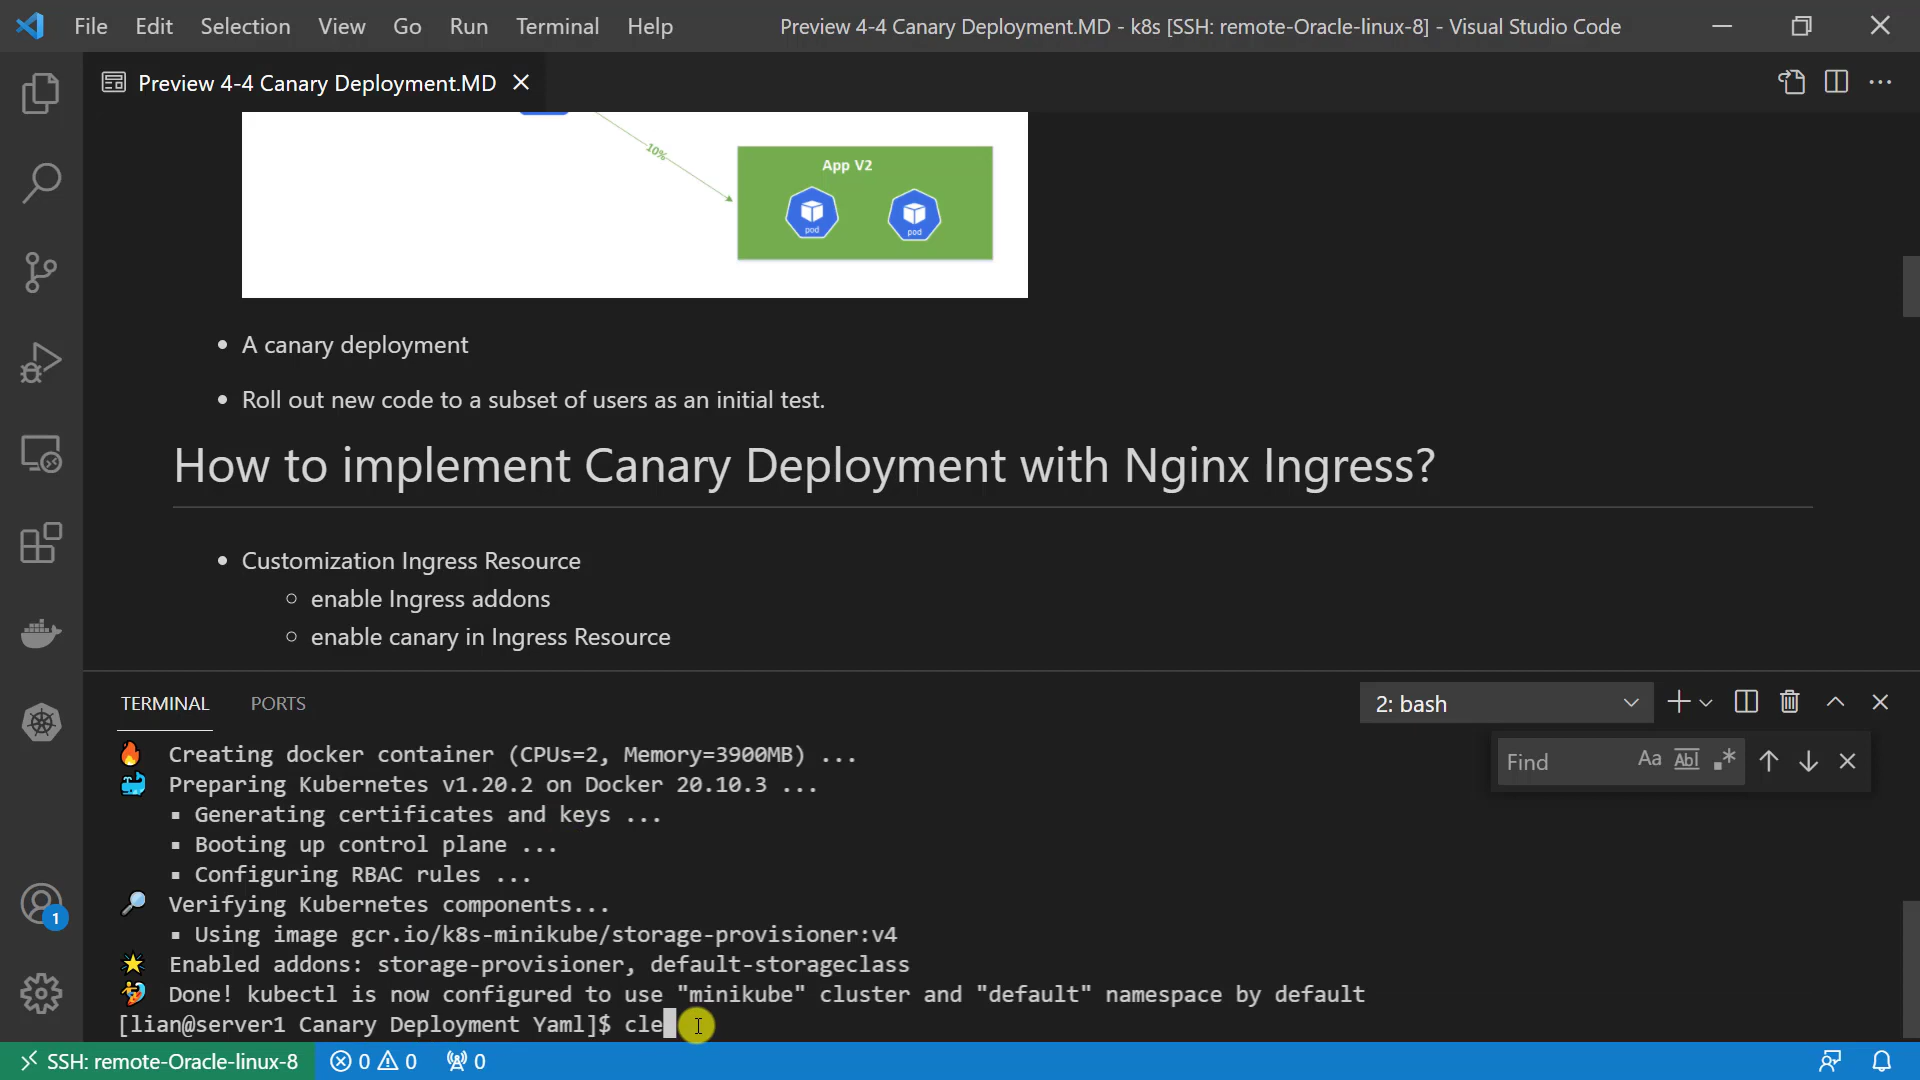 File Edit Selection View Go Run Terminal Help Preview 4-4 Canary Deployment.MD - k8s [SSH: remote-Oracle-linux-8] - Visual Studio Code
Preview 4-4 Canary Deployment.MD
10%
App V2
pod pod
• A canary deployment
• Roll out new code to a subset of users as an initial test.
How to implement Canary Deployment with Nginx Ingress?
• Customization Ingress Resource
○ enable Ingress addons
○ enable canary in Ingress Resource
TERMINAL PORTS 2: bash
Find Aa Abl .*
Creating docker container (CPUs=2, Memory=3900MB) ...
Preparing Kubernetes v1.20.2 on Docker 20.10.3 ...
▪ Generating certificates and keys ...
▪ Booting up control plane ...
▪ Configuring RBAC rules ...
Verifying Kubernetes components...
▪ Using image gcr.io/k8s-minikube/storage-provisioner:v4
Enabled addons: storage-provisioner, default-storageclass
Done! kubectl is now configured to use "minikube" cluster and "default" namespace by default
[lian@server1 Canary Deployment Yaml]$ cle
1
SSH: remote-Oracle-linux-8 0 0 0